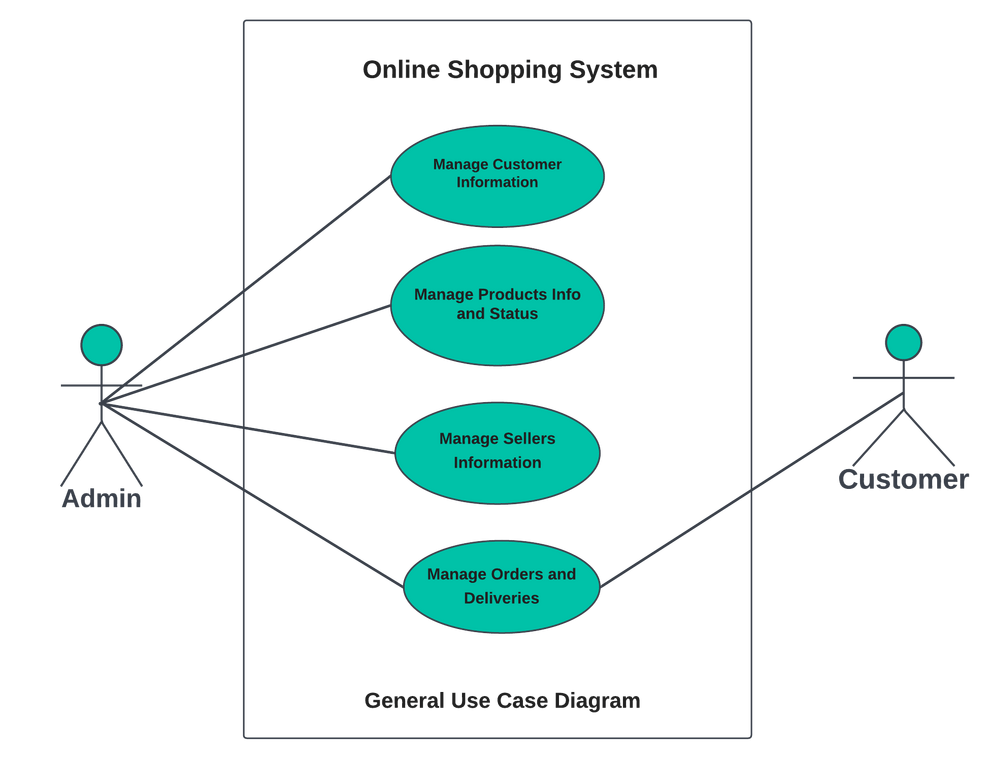 Online Shopping System
Manage Customer
Information
Manage Products Info
and Status
Manage Sellers
Information
Manage Orders and
Deliveries
Admin
Customer
General Use Case Diagram